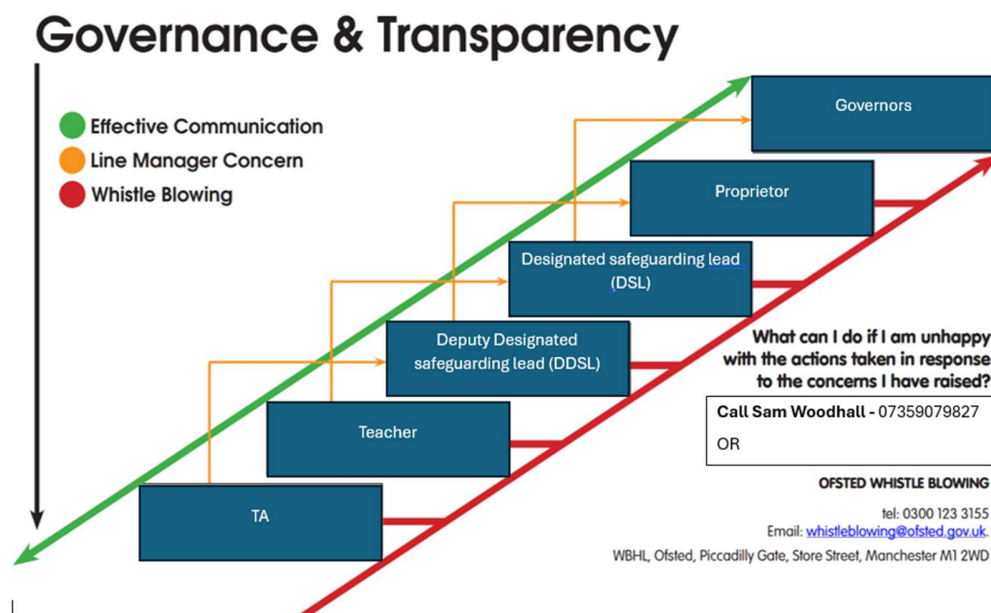 Governance & Transparency
Effective Communication
Line Manager Concern
Whistle Blowing
Governors
Proprietor
Designated safeguarding lead
(DSL)
Deputy Designated
safeguarding lead (DDSL)
Teacher
TA
What can I do if I am unhappy
with the actions taken in response
to the concerns I have raised?
Call Sam Woodhall - 07359079827
OR
OFSTED WHISTLE BLOWING
tel: 0300 123 3155
Email: whistleblowing@ofsted.gov.uk.
WBHL, Ofsted, Piccadilly Gate, Store Street, Manchester M1 2WD